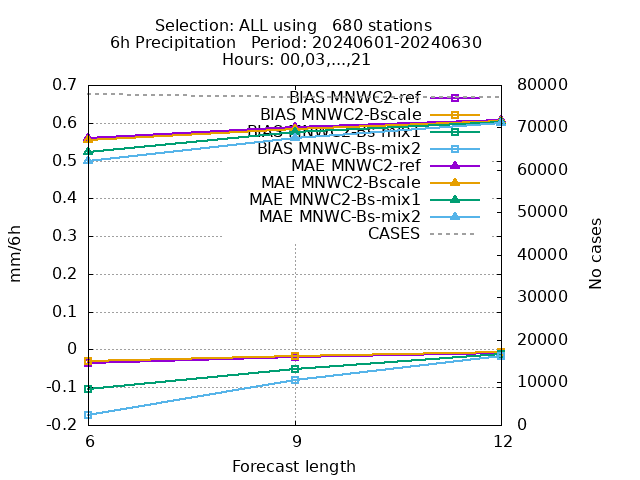 Selection: ALL using 680 stations
6h Precipitation Period: 20240601-20240630
Hours: 00,03,...,21
0.7
0.6
0.5
0.4
0.3
0.2
0.1
0
-0.1
-0.2
mm/6h
BIAS MNWC2-ref
BIAS MNWC2-Bscale
BIAS MNWC2-Bs-mix1
BIAS MNWC-Bs-mix2
MAE MNWC2-ref
MAE MNWC2-Bscale
MAE MNWC2-Bs-mix1
MAE MNWC-Bs-mix2
CASES
80000
70000
60000
50000
40000
30000
20000
10000
0
No cases
6 9 12
Forecast length